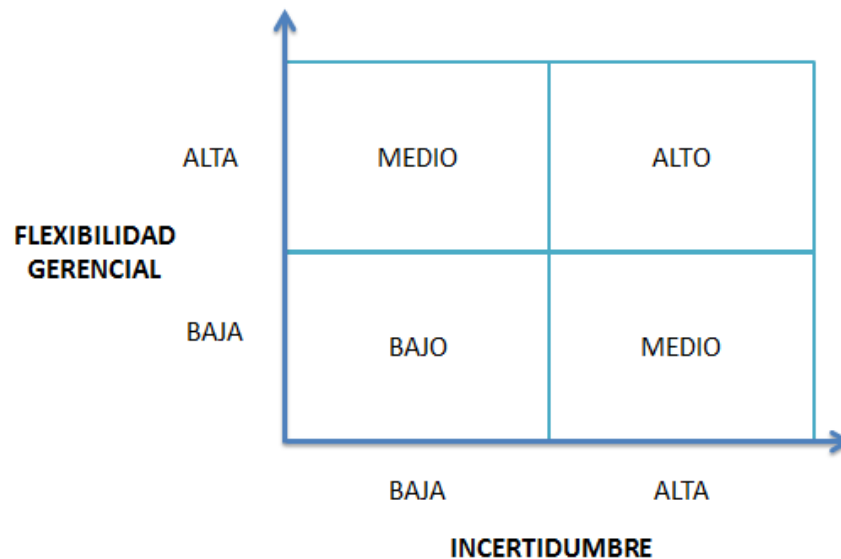 ALTA
MEDIO
ALTO
FLEXIBILIDAD
GERENCIAL
BAJA
BAJO
MEDIO
BAJA
ALTA
INCERTIDUMBRE